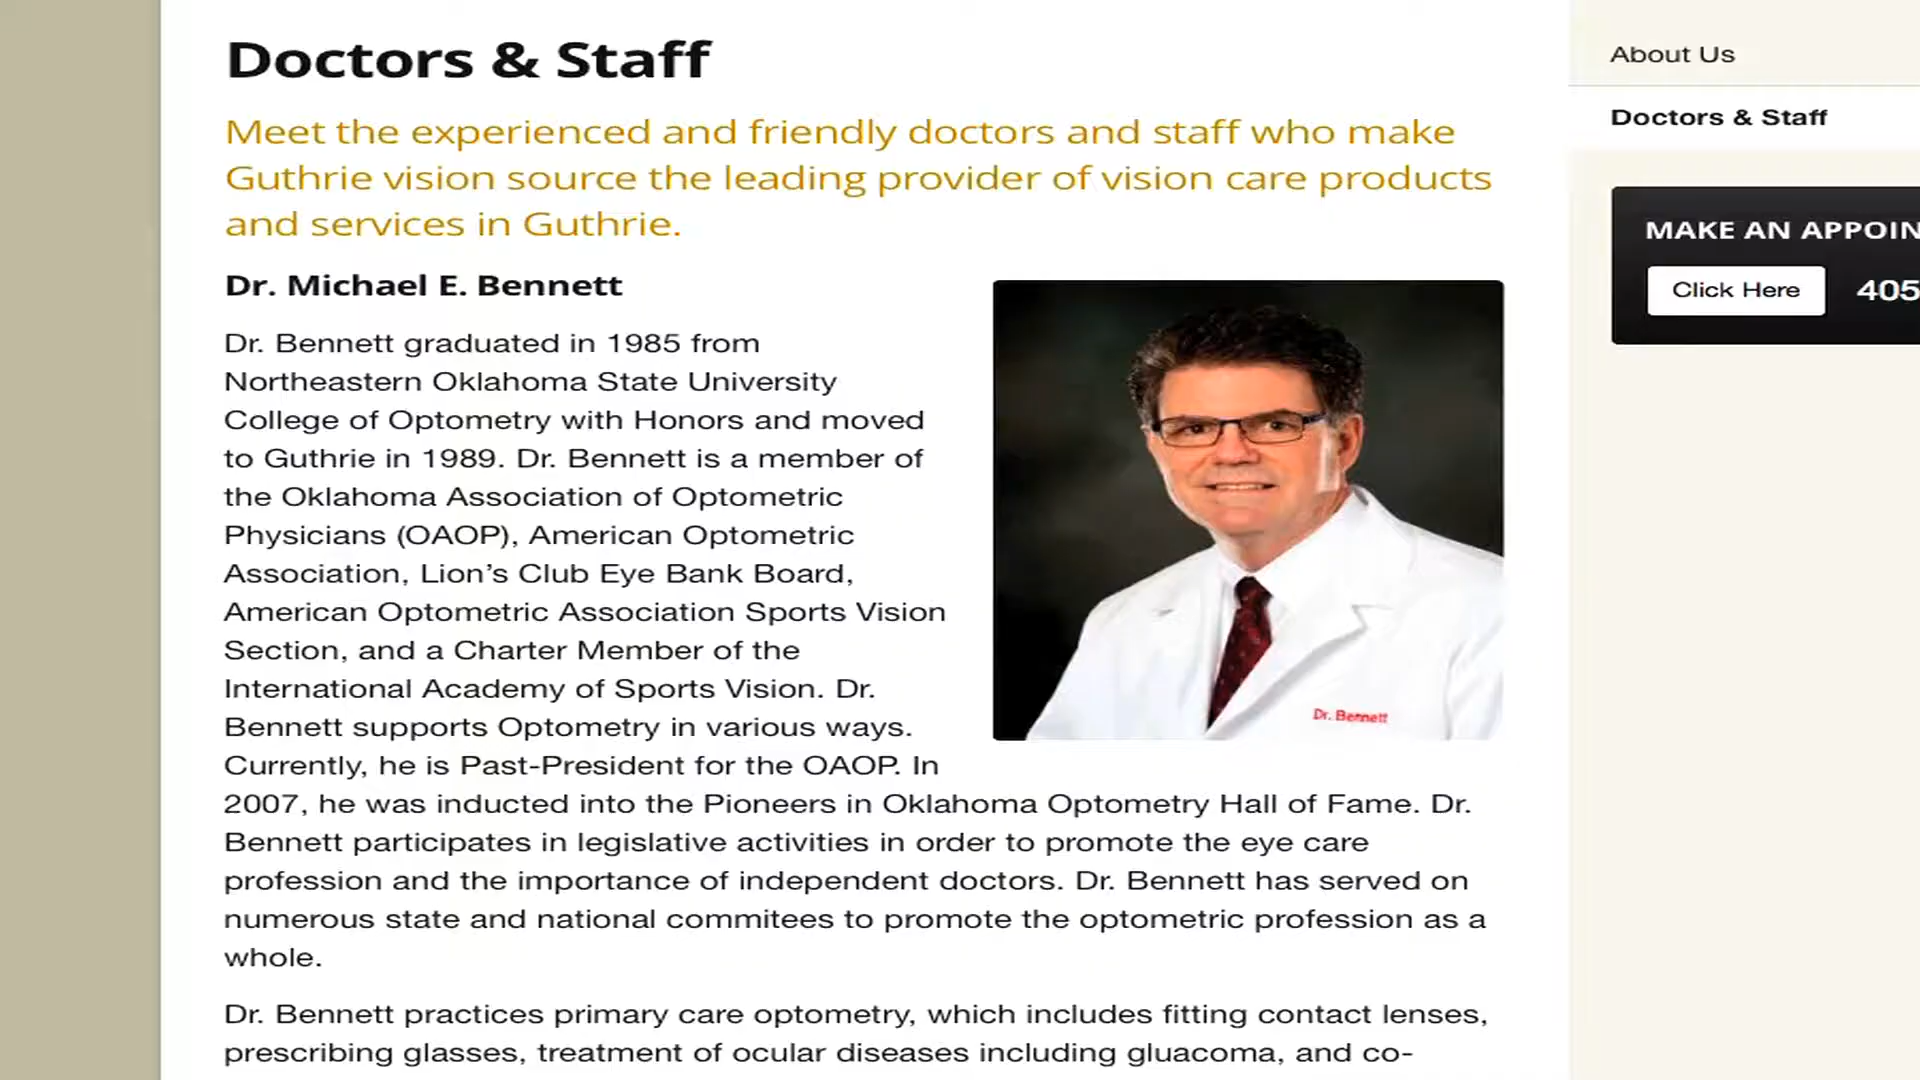 Doctors & Staff
Meet the experienced and friendly doctors and staff who make
Guthrie vision source the leading provider of vision care products
and services in Guthrie.
Dr. Michael E. Bennett
Dr. Bennett graduated in 1985 from
Northeastern Oklahoma State University
College of Optometry with Honors and moved
to Guthrie in 1989. Dr. Bennett is a member of
the Oklahoma Association of Optometric
Physicians (OAOP), American Optometric
Association, Lion’s Club Eye Bank Board,
American Optometric Association Sports Vision
Section, and a Charter Member of the
International Academy of Sports Vision. Dr.
Bennett supports Optometry in various ways.
Currently, he is Past-President for the OAOP. In
2007, he was inducted into the Pioneers in Oklahoma Optometry Hall of Fame. Dr.
Bennett participates in legislative activities in order to promote the eye care
profession and the importance of independent doctors. Dr. Bennett has served on
numerous state and national commitees to promote the optometric profession as a
whole.
Dr. Bennett practices primary care optometry, which includes fitting contact lenses,
prescribing glasses, treatment of ocular diseases including gluacoma, and co-
Dr. Bennett
About Us
Doctors & Staff
MAKE AN APPOIN
Click Here 405